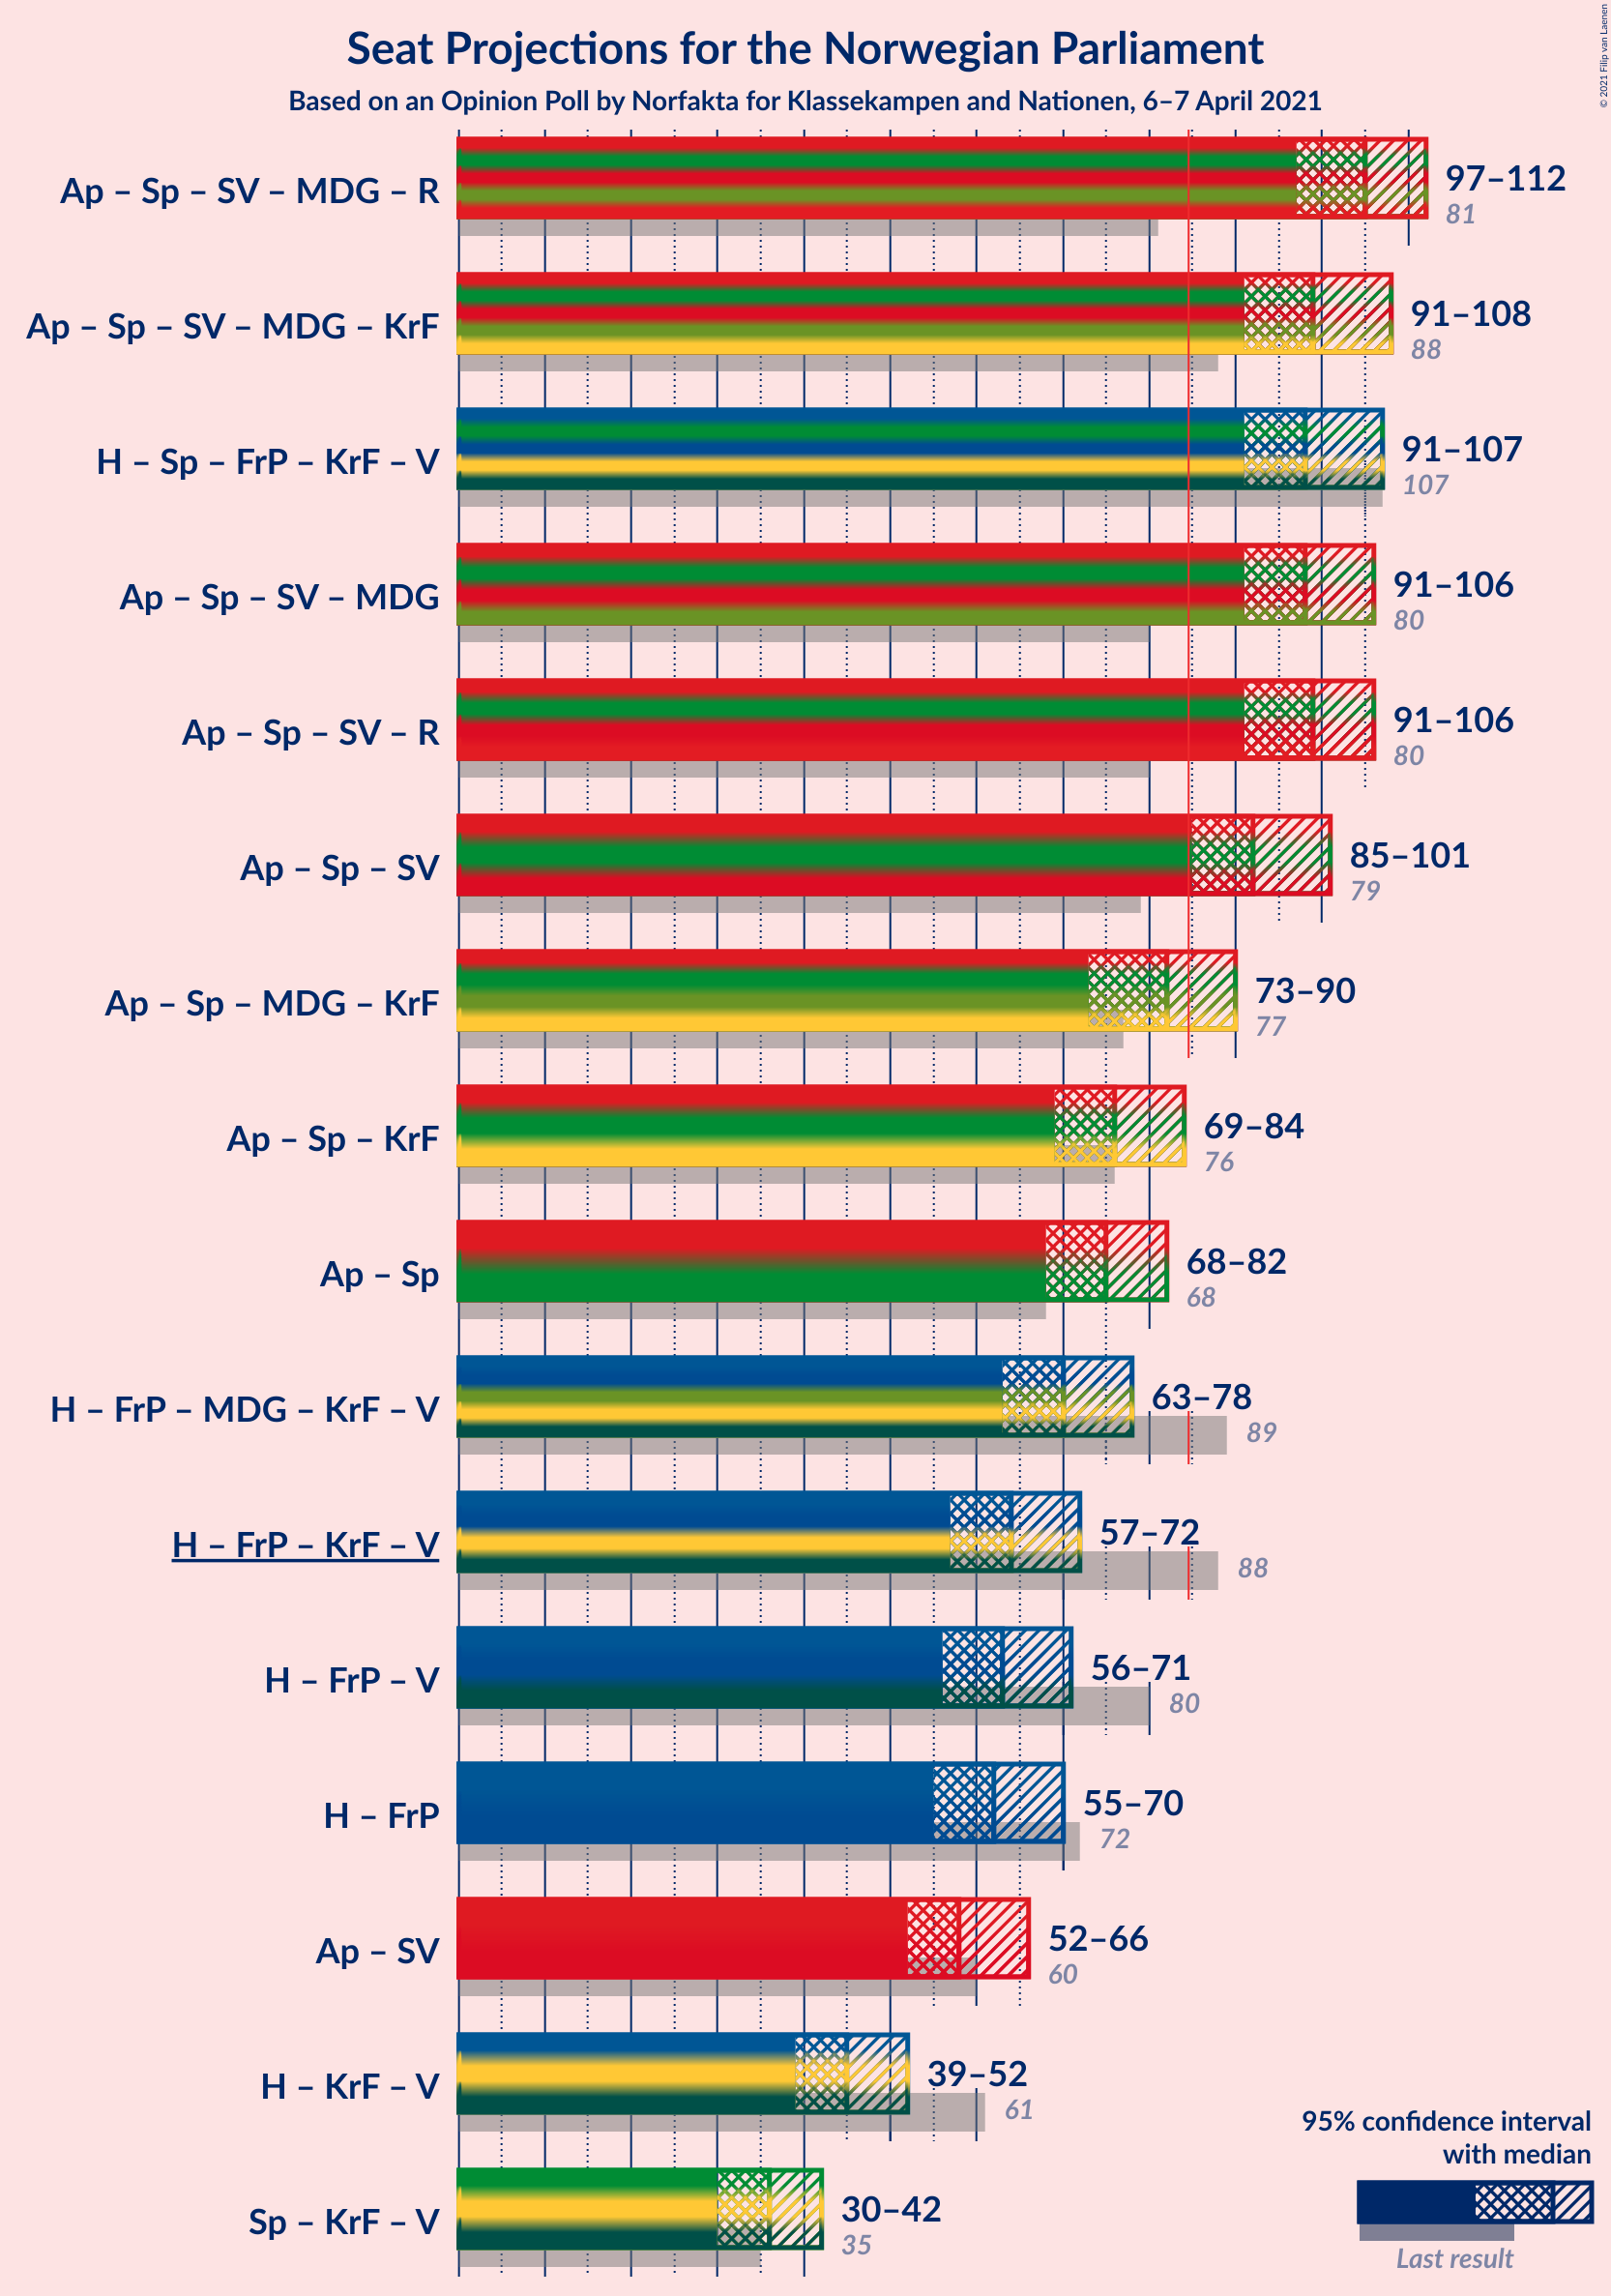 © 2021 Filip van Laenen
Seat Projections for the Norwegian Parliament
Based on an Opinion Poll by Norfakta for Klassekampen and Nationen, 6–7 April 2021
Ap – Sp – SV – MDG – R
97–112
81
Ap – Sp – SV – MDG – KrF
91–108
88
H – Sp – FrP – KrF – V
91–107
107
Ap – Sp – SV – MDG
91–106
80
Ap – Sp – SV – R
91–106
80
Ap – Sp – SV
85–101
79
Ap – Sp – MDG – KrF
73–90
77
Ap – Sp – KrF
69–84
76
Ap – Sp
68–82
68
H – FrP – MDG – KrF – V
63–78
89
H – FrP – KrF – V
57–72
88
H – FrP – V
56–71
80
H – FrP
55–70
72
Ap – SV
52–66
60
H – KrF – V
39–52
61
Sp – KrF – V
30–42
35
95% confidence interval
with median
Last result